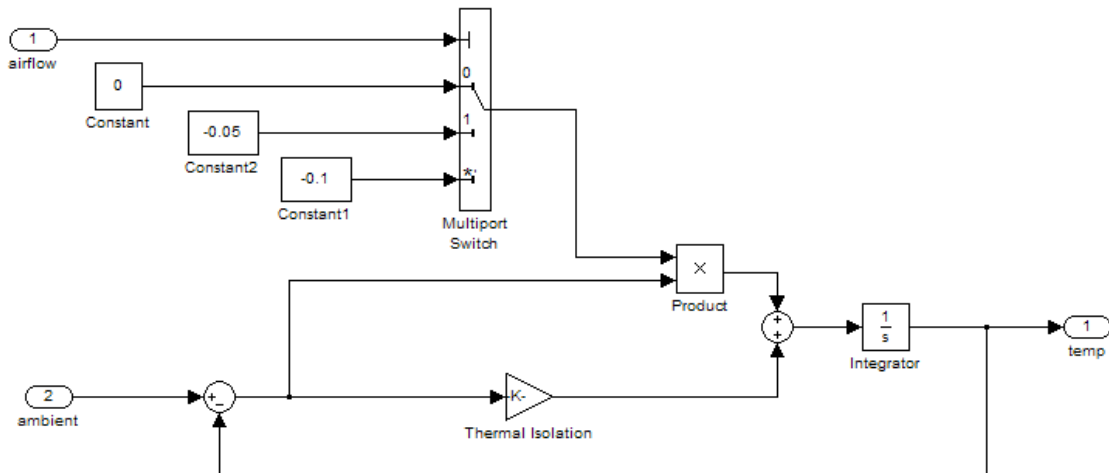 1
airflow
0
Constant
-0.05
Constant2
-0.1
Constant1
0
1
*,
Multiport
Switch
×
Product
+
+
1
s
Integrator
1
temp
2
ambient
+
−
-K-
Thermal Isolation